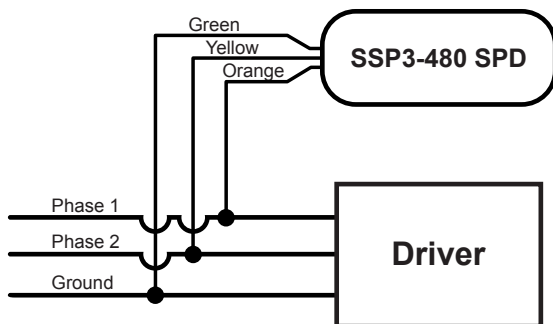 Green
Yellow
Orange
SSP3-480 SPD
Phase 1
Phase 2
Ground
Driver